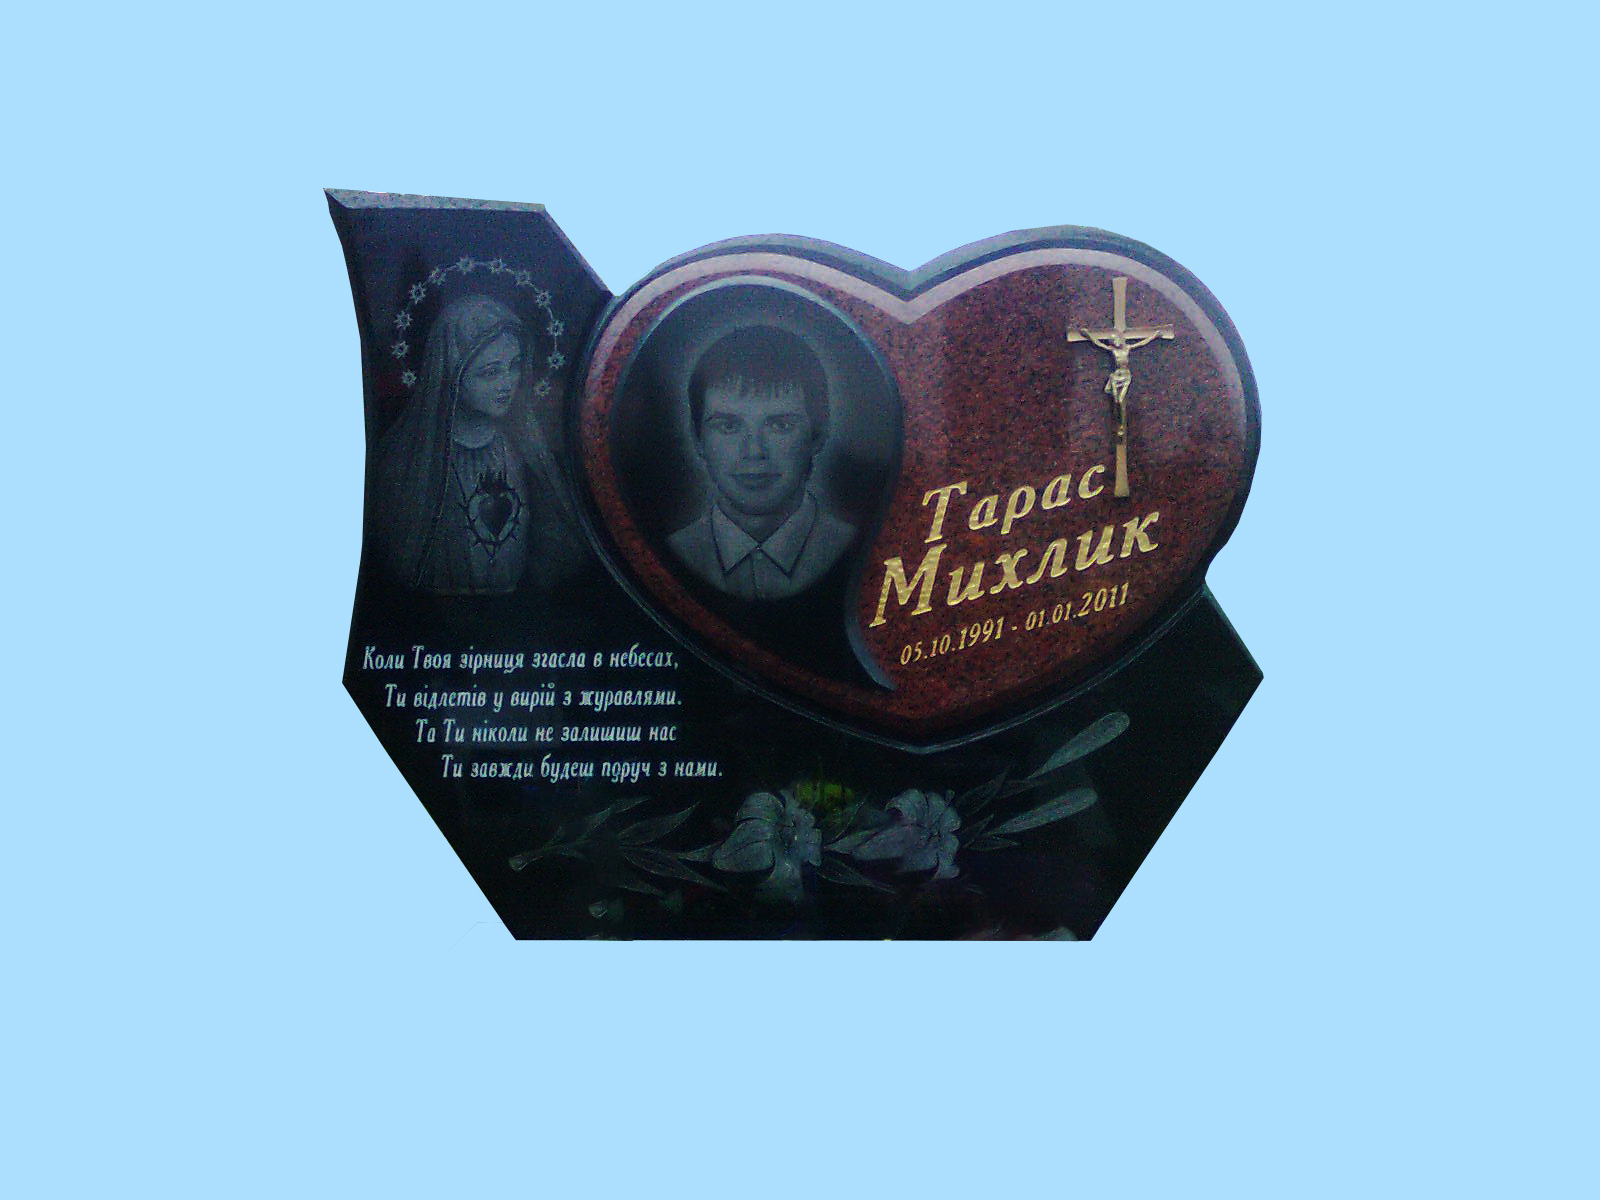 Тарас
Михлик
05.10.1991 - 01.01.2011
Коли Твоя зірниця згасла в небесах,
Ти відлетів у вирій з журавлями.
Та Ти ніколи не залишиш нас
Ти завжди будеш поруч з нами.